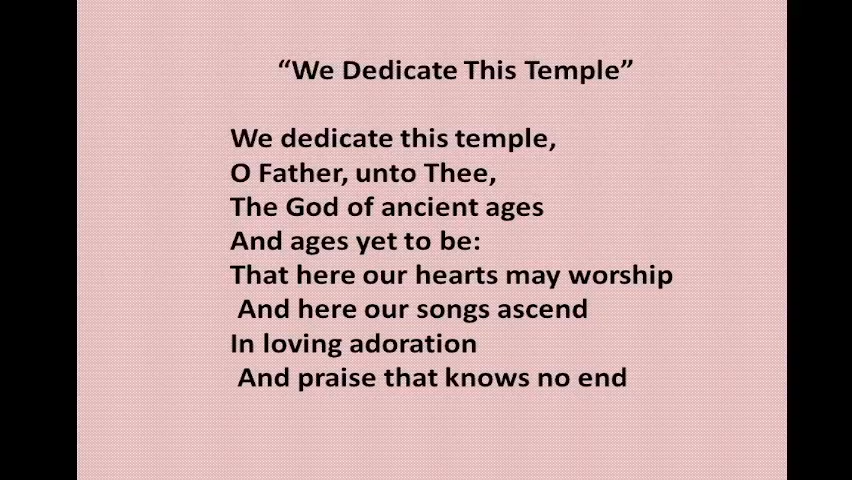 “We Dedicate This Temple”
We dedicate this temple,
O Father, unto Thee,
The God of ancient ages
And ages yet to be:
That here our hearts may worship
And here our songs ascend
In loving adoration
And praise that knows no end